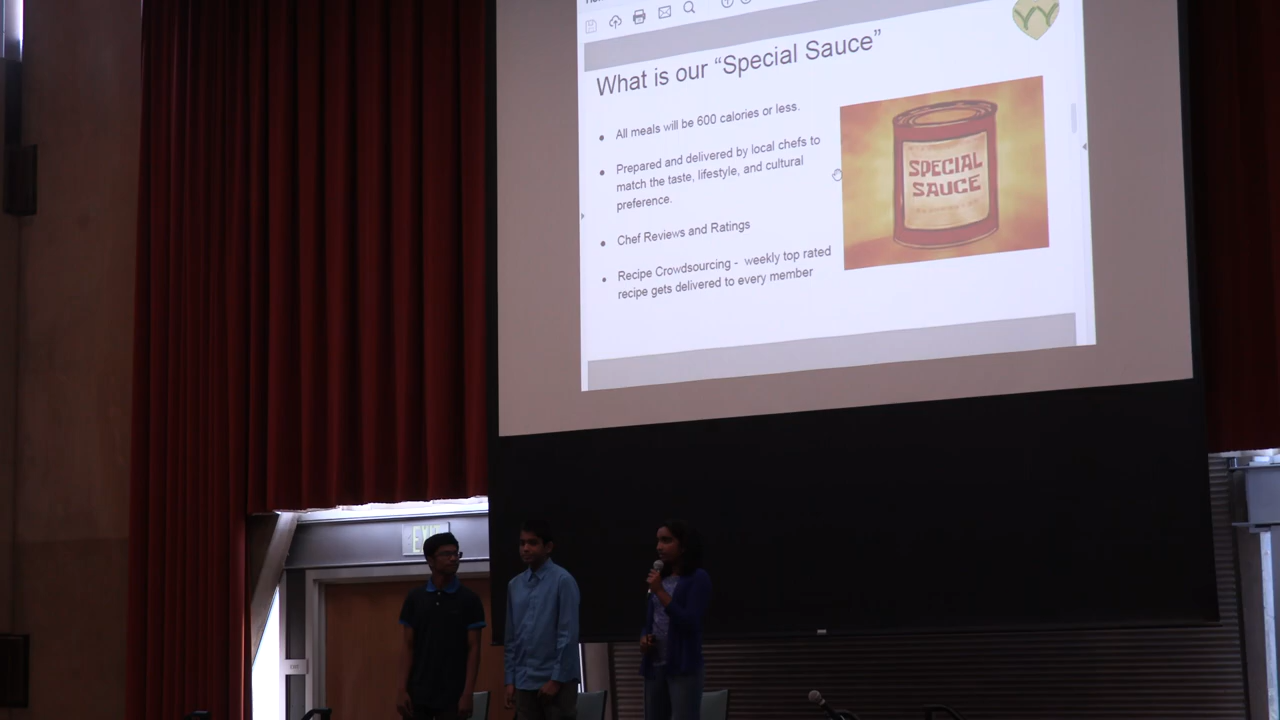 What is our “Special Sauce”
● All meals will be 600 calories or less.
● Prepared and delivered by local chefs to
match the taste, lifestyle, and cultural
preference.
● Chef Reviews and Ratings
● Recipe Crowdsourcing - weekly top rated
recipe gets delivered to every member
SPECIAL
SAUCE
EXIT